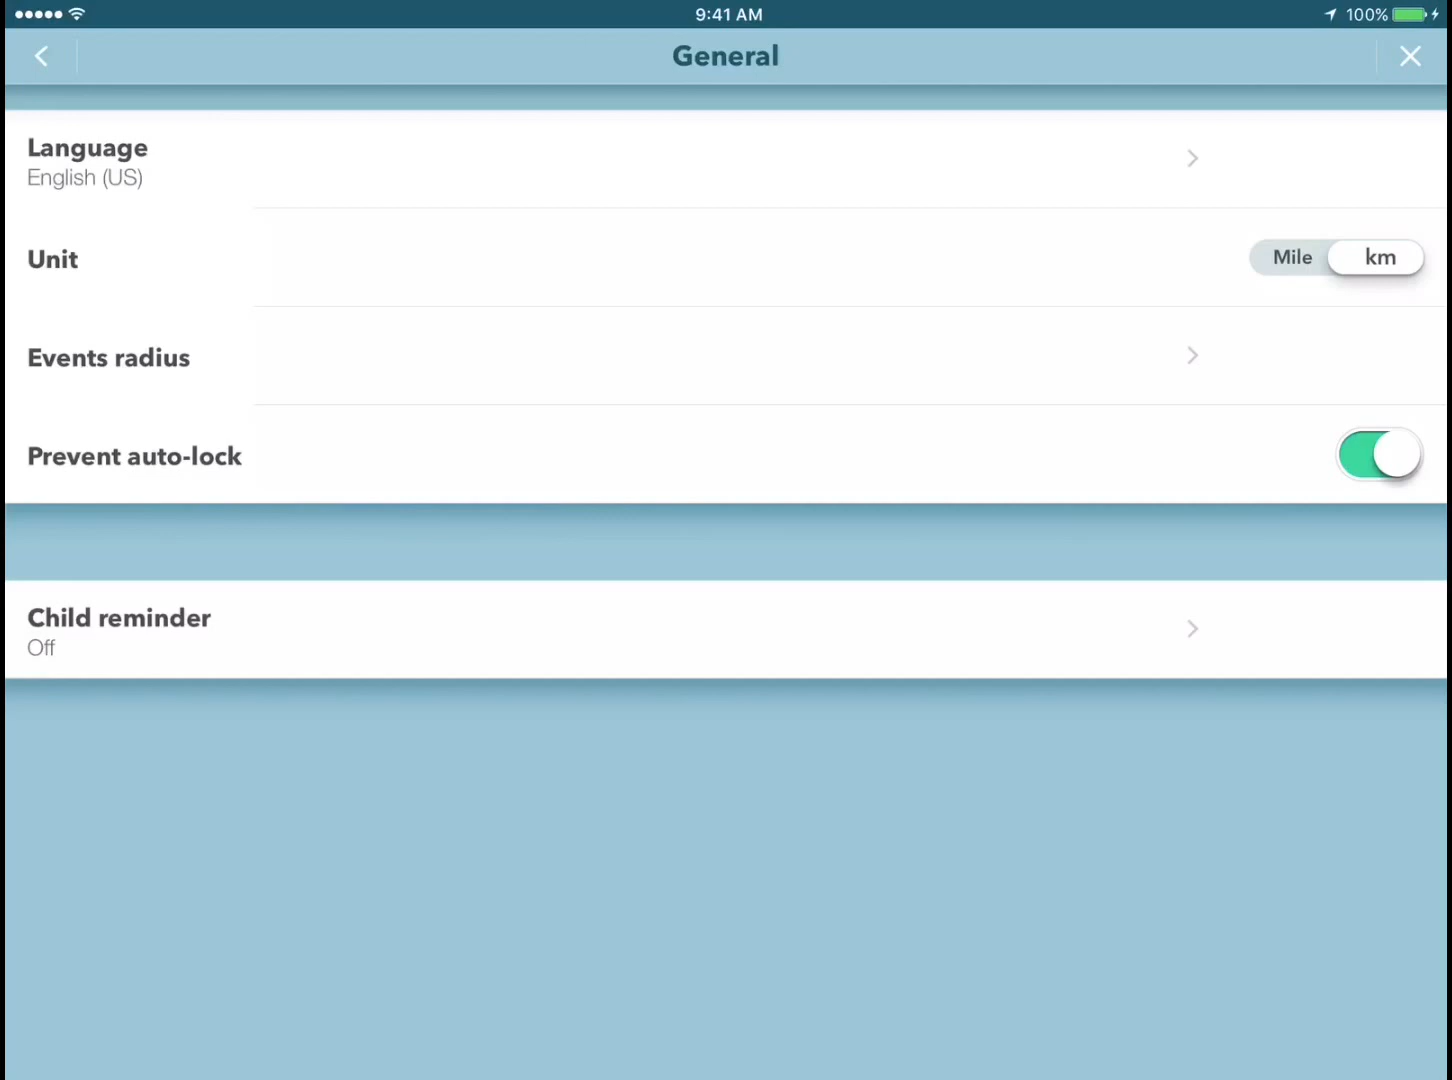 9:41 AM
100%
General
Language
English (US)
Unit
Mile
km
Events radius
Prevent auto-lock
Child reminder
Off